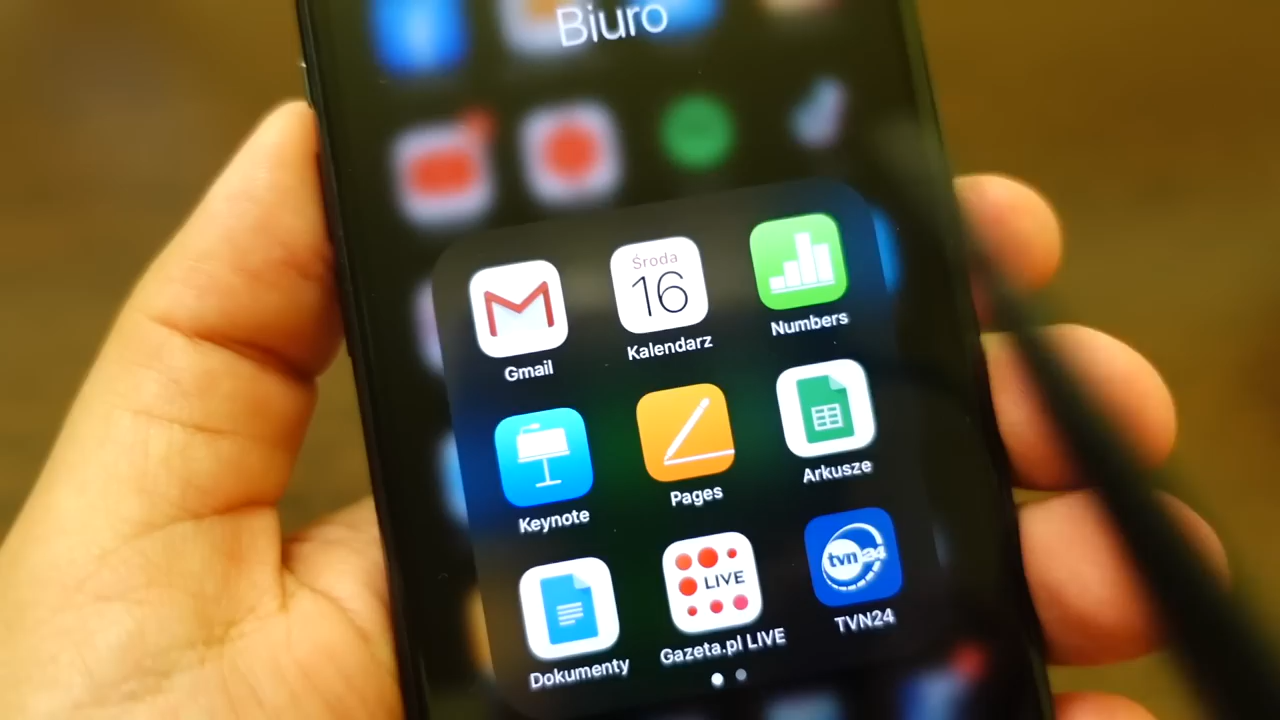 Biuro
Środa
16
Gmail
Kalendarz
Numbers
Keynote
Pages
Arkusze
LIVE
tvn24
Dokumenty
Gazeta.pl LIVE
TVN24